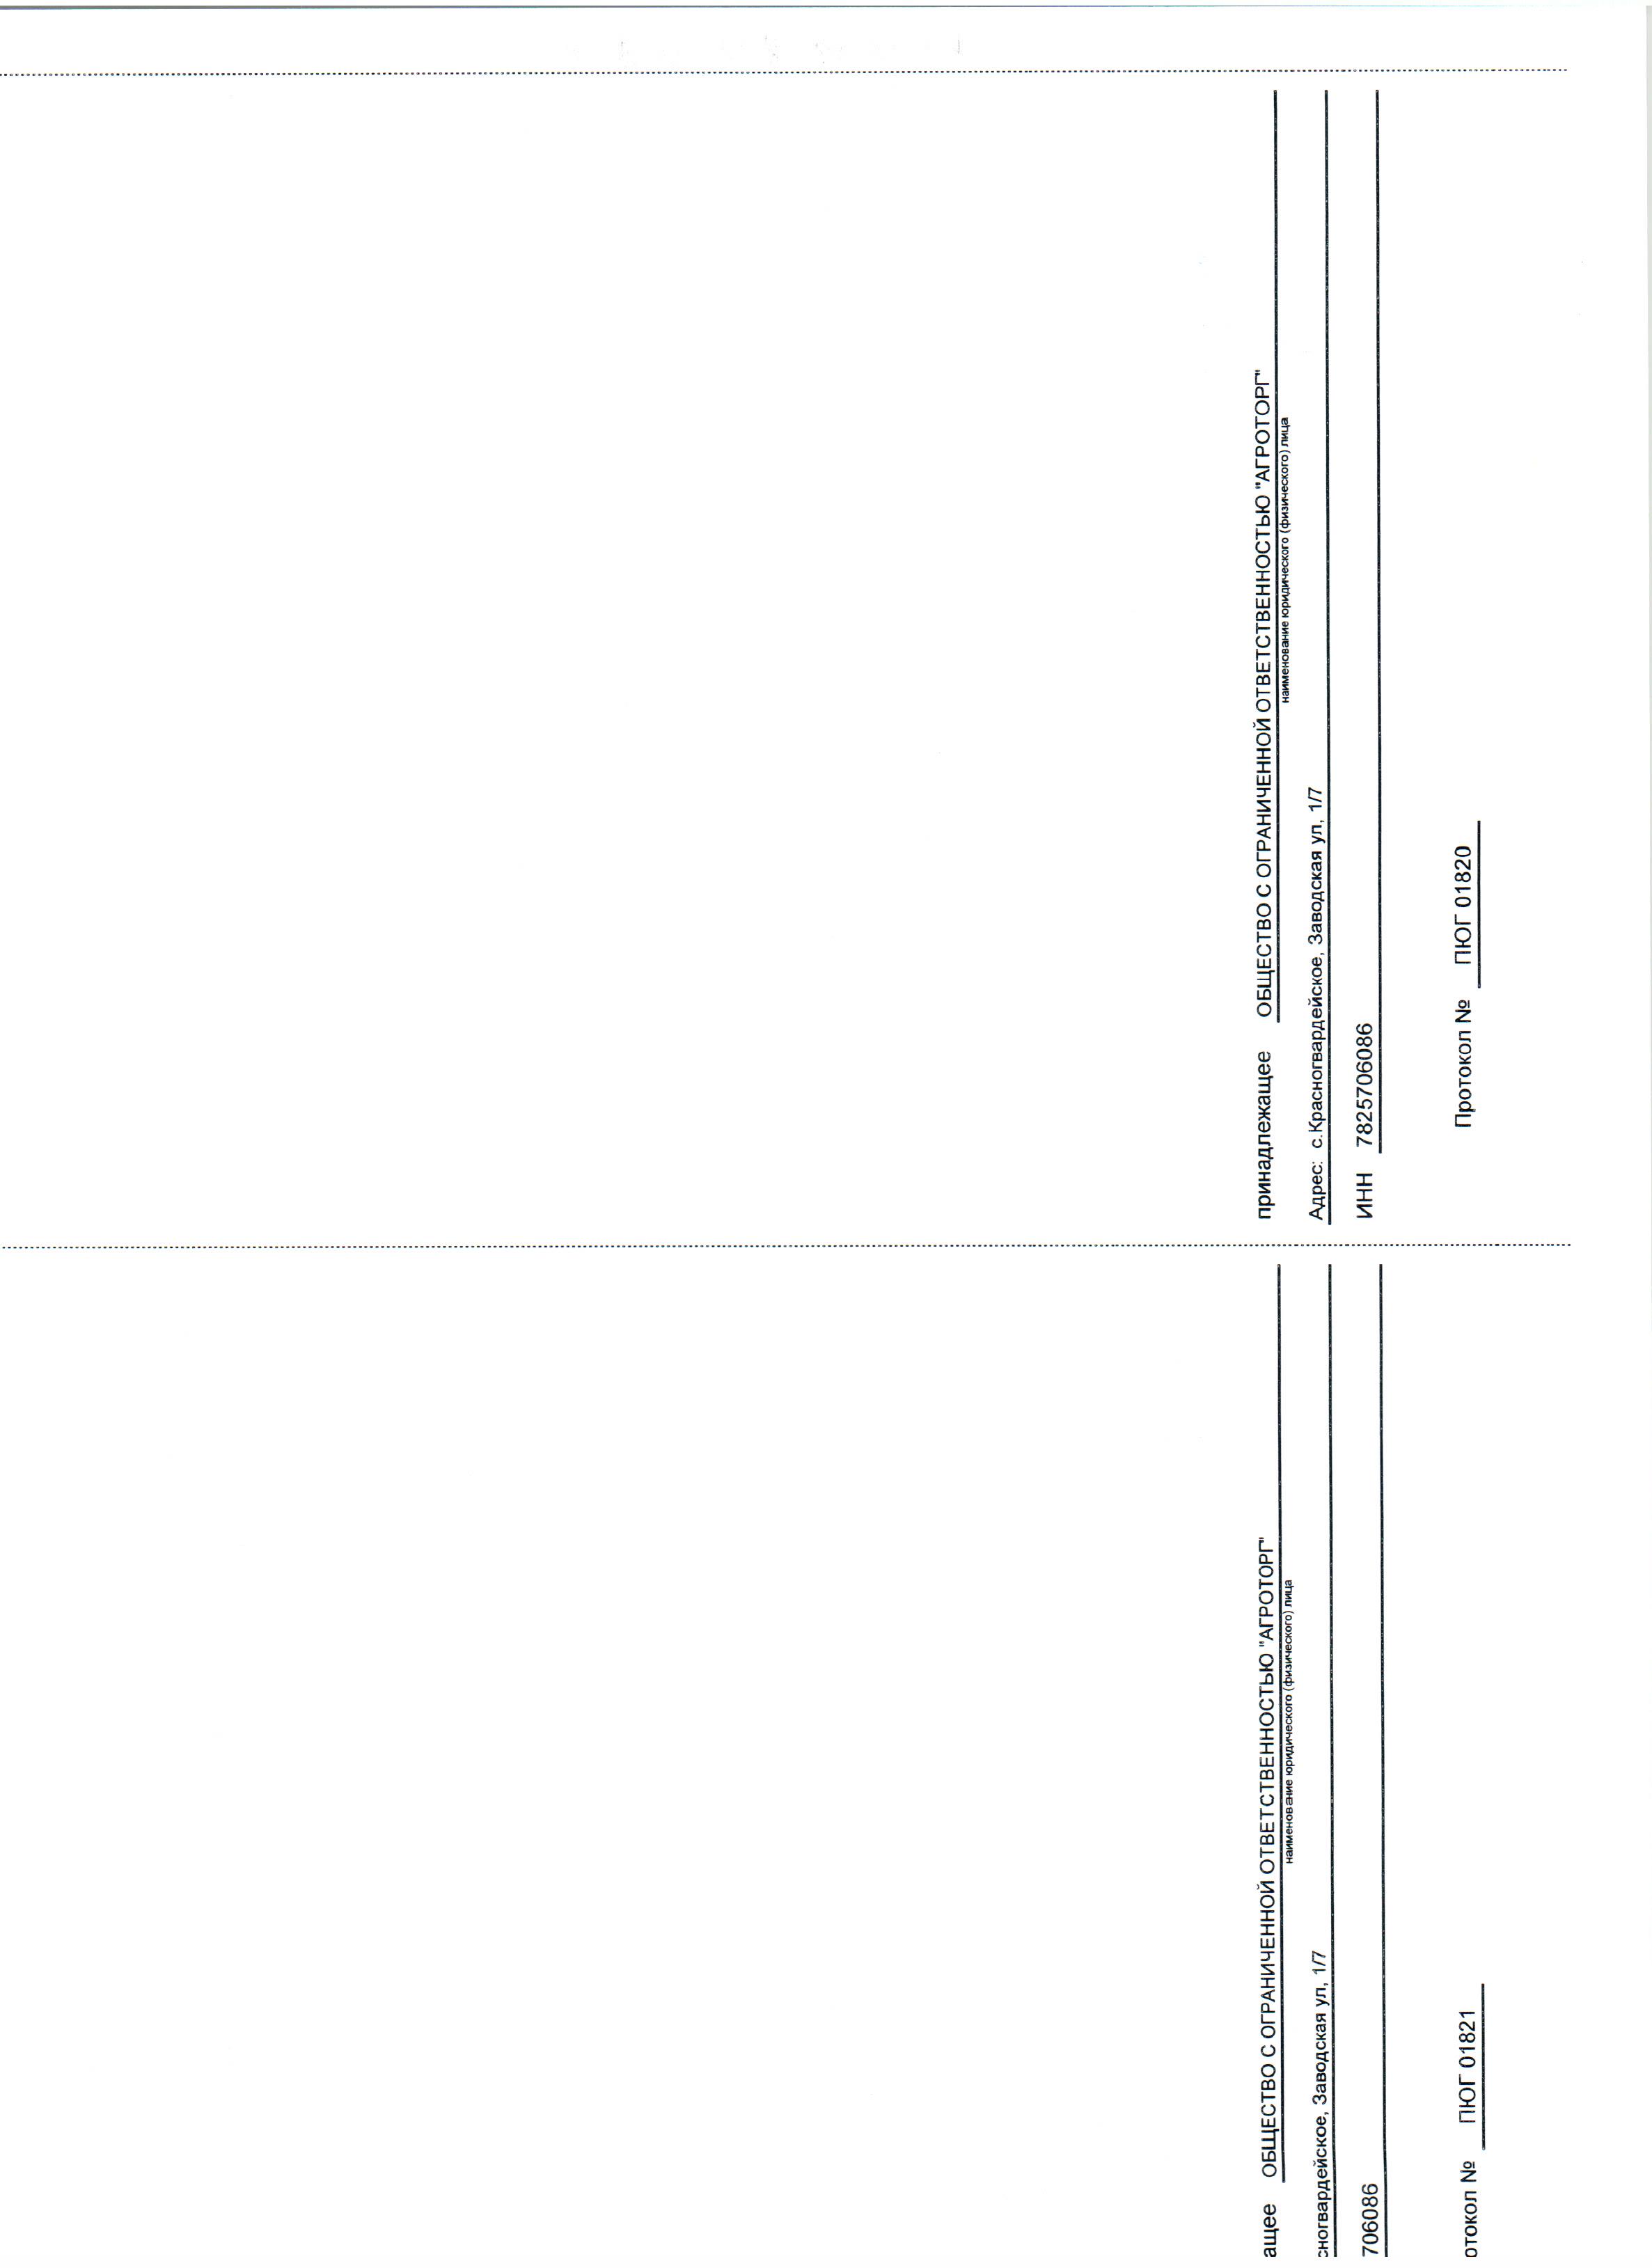 ащее ОБЩЕСТВО С ОГРАНИЧЕННОЙ ОТВЕТСТВЕННОСТЬЮ "АГРОТОРГ"
наименование юридического (физического) лица
сногвардейское, Заводская ул, 1/7
706086
отокол № ПЮГ 01821
принадлежащее ОБЩЕСТВО С ОГРАНИЧЕННОЙ ОТВЕТСТВЕННОСТЬЮ "АГРОТОРГ"
наименование юридического (физического) лица
Адрес: с.Красногвардейское, Заводская ул, 1/7
ИНН 7825706086
Протокол № ПЮГ 01820